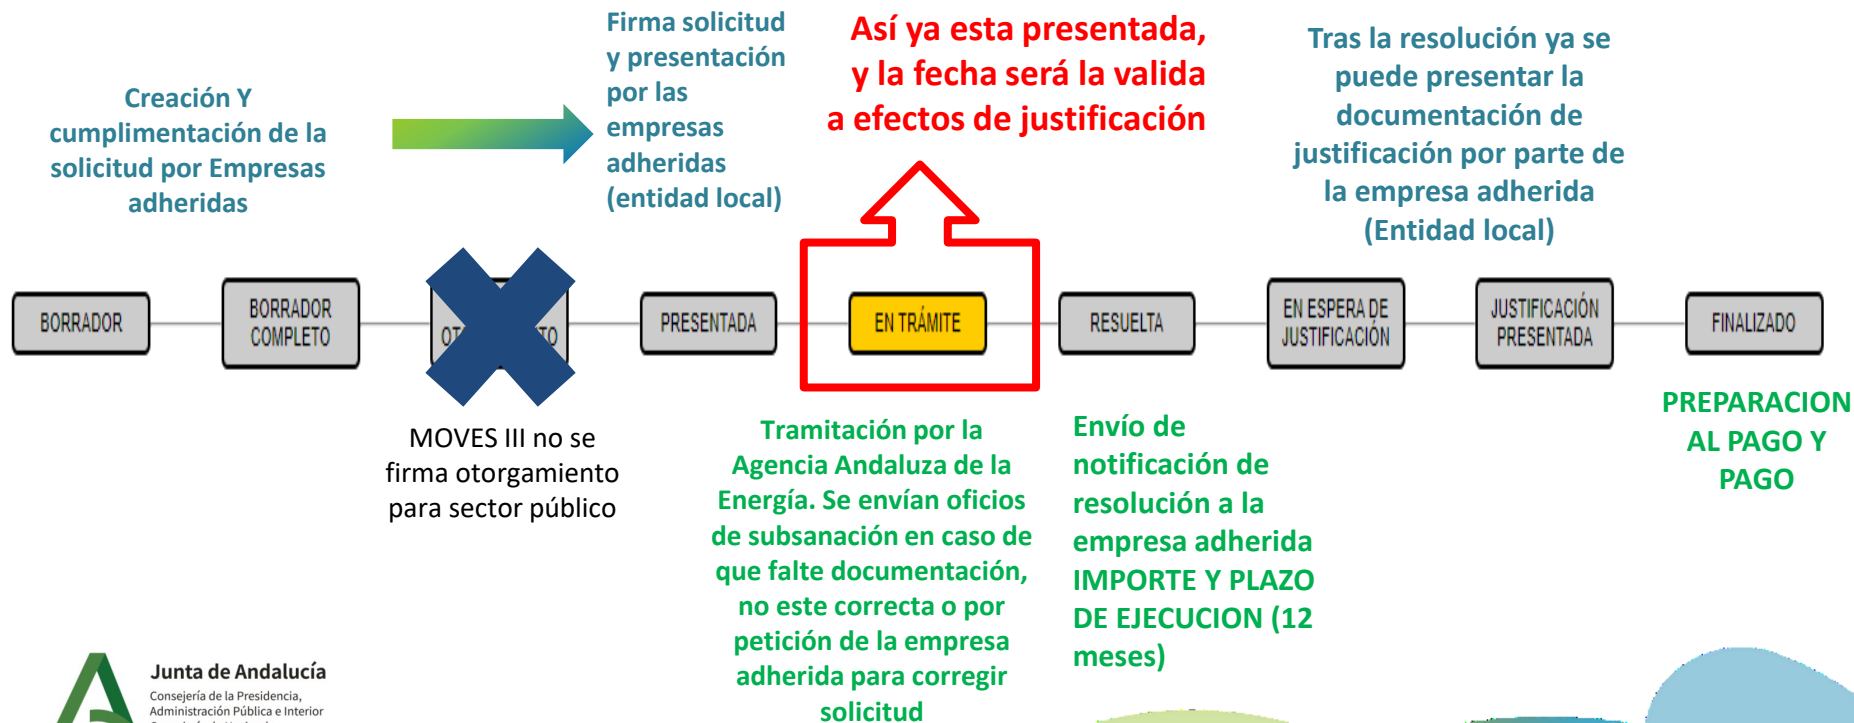 Creación Y
cumplimentación de la
solicitud por Empresas
adheridas
Firma solicitud
y presentación
por las
empresas
adheridas
(entidad local)
Así ya esta presentada,
y la fecha será la valida
a efectos de justificación
Tras la resolución ya se
puede presentar la
documentación de
justificación por parte de
la empresa adherida
(Entidad local)
BORRADOR
BORRADOR
COMPLETO
PRESENTADA
EN TRÁMITE
RESUELTA
EN ESPERA DE
JUSTIFICACIÓN
JUSTIFICACIÓN
PRESENTADA
FINALIZADO
MOVES III no se
firma otorgamiento
para sector público
Tramitación por la
Agencia Andaluza de la
Energía. Se envían oficios
de subsanación en caso de
que falte documentación,
no este correcta o por
petición de la empresa
adherida para corregir
solicitud
Envío de
notificación de
resolución a la
empresa adherida
IMPORTE Y PLAZO
DE EJECUCION (12
meses)
PREPARACION
AL PAGO Y
PAGO
Junta de Andalucía
Consejería de la Presidencia,
Administración Pública e Interior